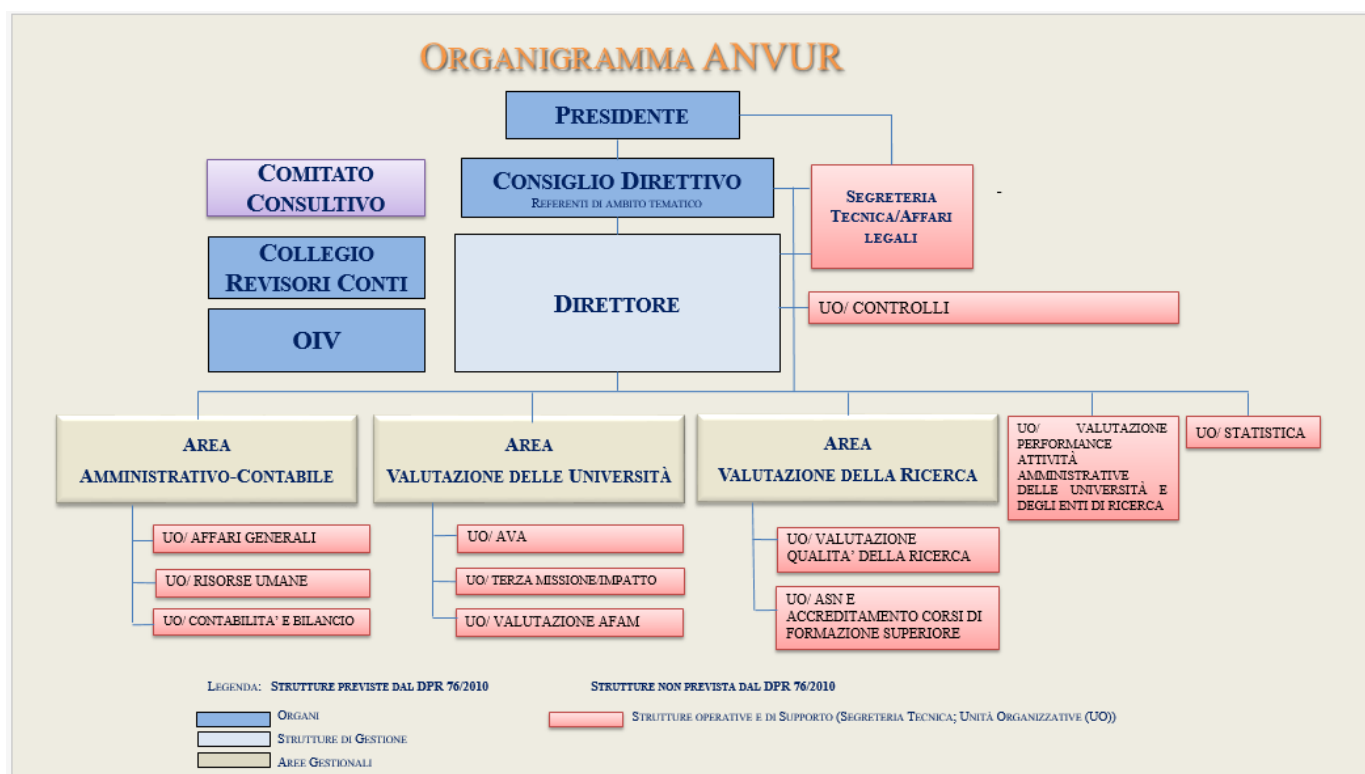 ORGANIGRAMMA ANVUR
PRESIDENTE
COMITATO
CONSULTIVO
CONSIGLIO DIRETTIVO
REFERENTI DI AMBITO TEMATICO
SEGRETERIA
TECNICA/AFFARI
LEGALI
-
COLLEGIO
REVISORI CONTI
DIRETTORE
UO/ CONTROLLI
OIV
AREA
AMMINISTRATIVO-CONTABILE
AREA
VALUTAZIONE DELLE UNIVERSITÀ
AREA
VALUTAZIONE DELLA RICERCA
UO/ VALUTAZIONE
PERFORMANCE
ATTIVITÀ
AMMINISTRATIVE
DELLE UNIVERSITÀ E
DEGLI ENTI DI RICERCA
UO/ STATISTICA
UO/ AFFARI GENERALI
UO/ RISORSE UMANE
UO/ CONTABILITA' E BILANCIO
UO/ AVA
UO/ TERZA MISSIONE/IMPATTO
UO/ VALUTAZIONE AFAM
UO/ VALUTAZIONE
QUALITA' DELLA RICERCA
UO/ ASN E
ACCREDITAMENTO CORSI DI
FORMAZIONE SUPERIORE
LEGENDA: STRUTTURE PREVISTE DAL DPR 76/2010
STRUTTURE NON PREVISTA DAL DPR 76/2010
ORGANI
STRUTTURE DI GESTIONE
AREE GESTIONALI
STRUTTURE OPERATIVE E DI SUPPORTO (SEGRETERIA TECNICA; UNITÀ ORGANIZZATIVE (UO))